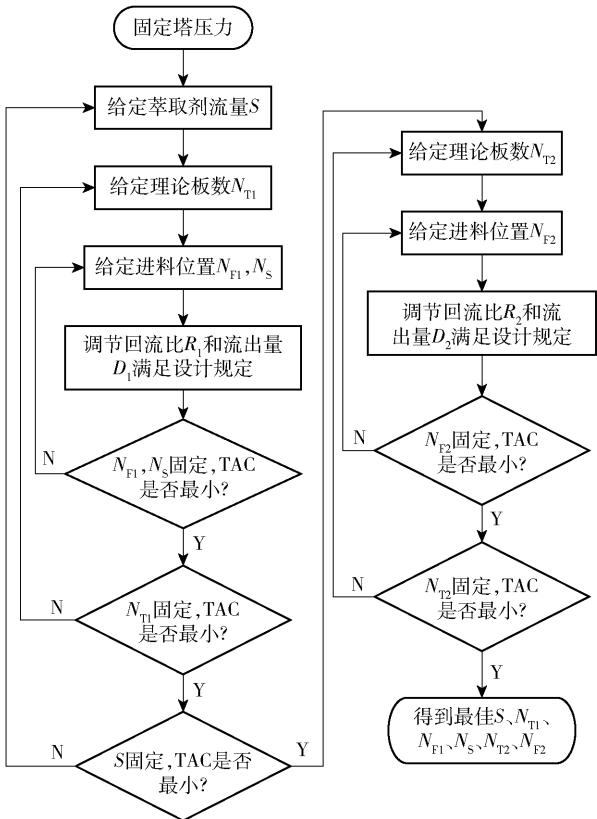 固定塔压力
给定萃取剂流量S
给定理论板数N_T1
给定进料位置N_F1,N_S
调节回流比R_1和流出量
D_1满足设计规定
N
N_F1,N_S固定,TAC
是否最小?
Y
N
N_T1固定,TAC
是否最小?
Y
N
S固定,TAC是否
最小?
Y
给定理论板数N_T2
给定进料位置N_F2
调节回流比R_2和流
出量D_2满足设计规定
N
N_F2固定,TAC
是否最小?
Y
N
N_T2固定,TAC
是否最小?
Y
得到最佳S、N_T1、
N_F1、N_S、N_T2、N_F2